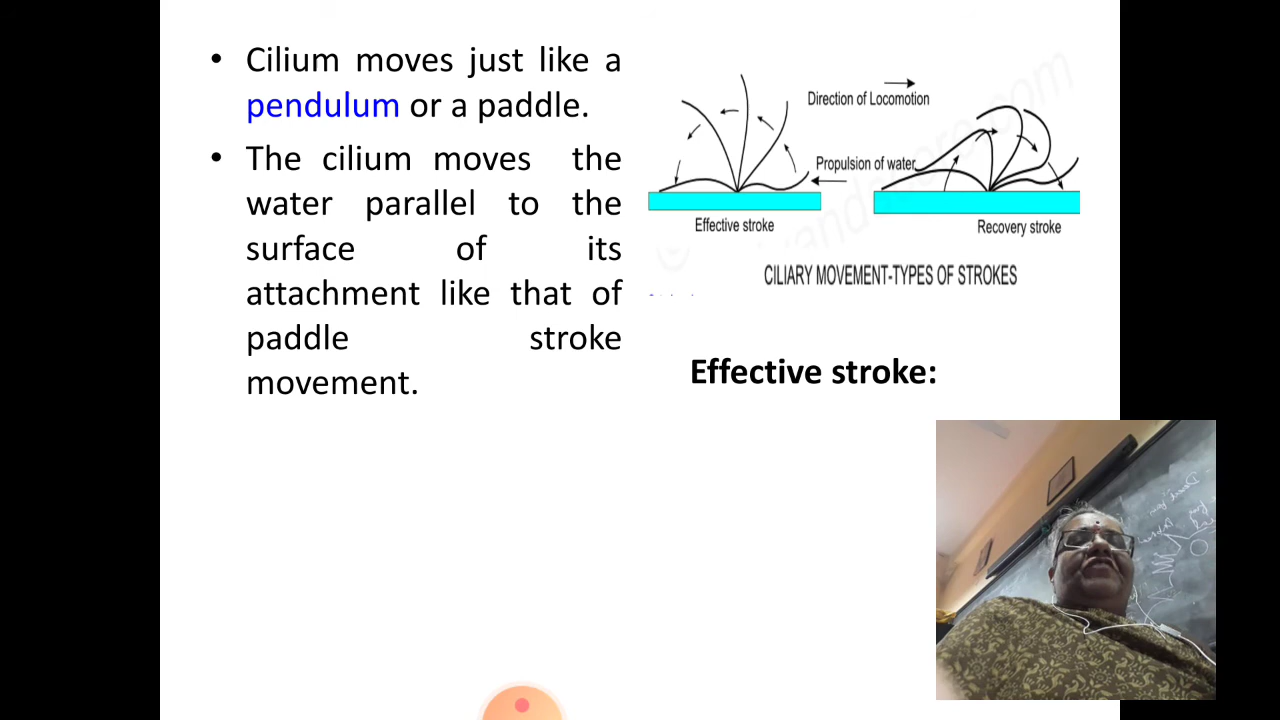 • Cilium moves just like a
pendulum or a paddle.
• The cilium moves the
water parallel to the
surface of its
attachment like that of
paddle stroke
movement.
Direction of Locomotion
Propulsion of water
Effective stroke
Recovery stroke
CILIARY MOVEMENT-TYPES OF STROKES
Effective stroke: